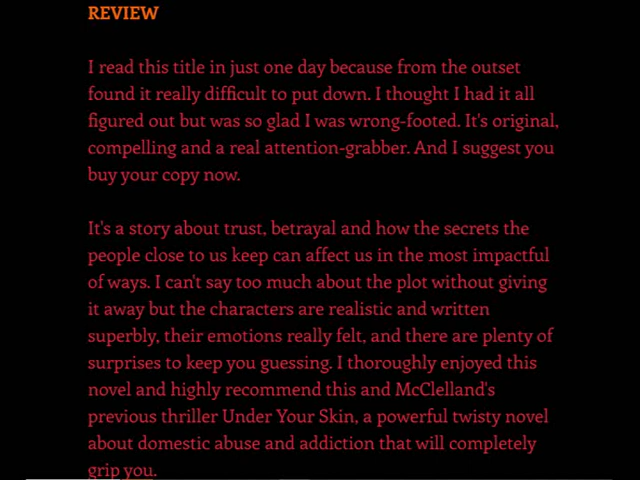 REVIEW
I read this title in just one day because from the outset
found it really difficult to put down. I thought I had it all
figured out but was so glad I was wrong-footed. It's original,
compelling and a real attention-grabber. And I suggest you
buy your copy now.
It's a story about trust, betrayal and how the secrets the
people close to us keep can affect us in the most impactful
of ways. I can't say too much about the plot without giving
it away but the characters are realistic and written
superbly, their emotions really felt, and there are plenty of
surprises to keep you guessing. I thoroughly enjoyed this
novel and highly recommend this and McClelland's
previous thriller Under Your Skin, a powerful twisty novel
about domestic abuse and addiction that will completely
grip you.